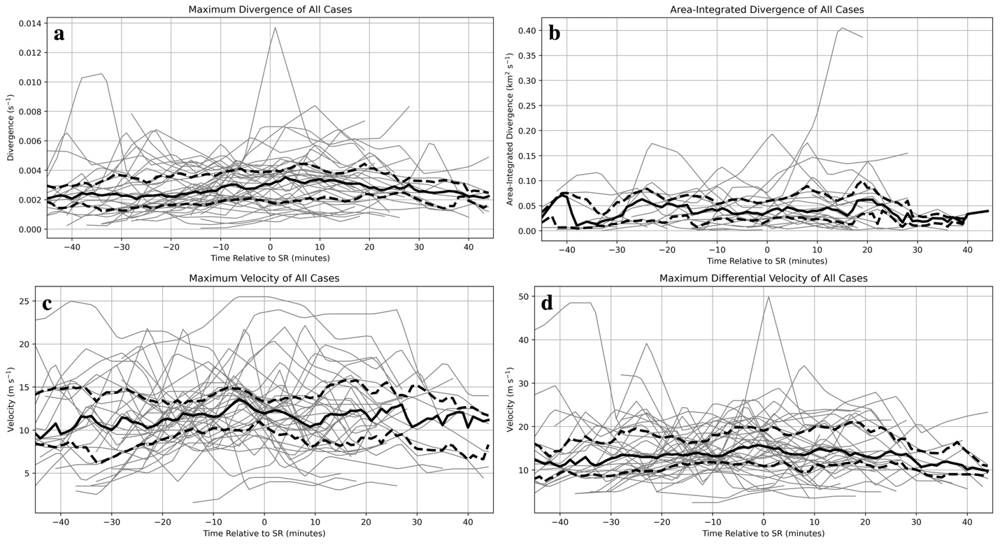 Maximum Divergence of All Cases
a
Divergence (s⁻¹)
0.014
0.012
0.010
0.008
0.006
0.004
0.002
0.000
−40 −30 −20 −10 0 10 20 30 40
Time Relative to SR (minutes)
Area-Integrated Divergence of All Cases
b
Area-Integrated Divergence (km² s⁻¹)
0.40
0.35
0.30
0.25
0.20
0.15
0.10
0.05
0.00
−40 −30 −20 −10 0 10 20 30 40
Time Relative to SR (minutes)
Maximum Velocity of All Cases
c
Velocity (m s⁻¹)
25
20
15
10
5
−40 −30 −20 −10 0 10 20 30 40
Time Relative to SR (minutes)
Maximum Differential Velocity of All Cases
d
Velocity (m s⁻¹)
50
40
30
20
10
−40 −30 −20 −10 0 10 20 30 40
Time Relative to SR (minutes)